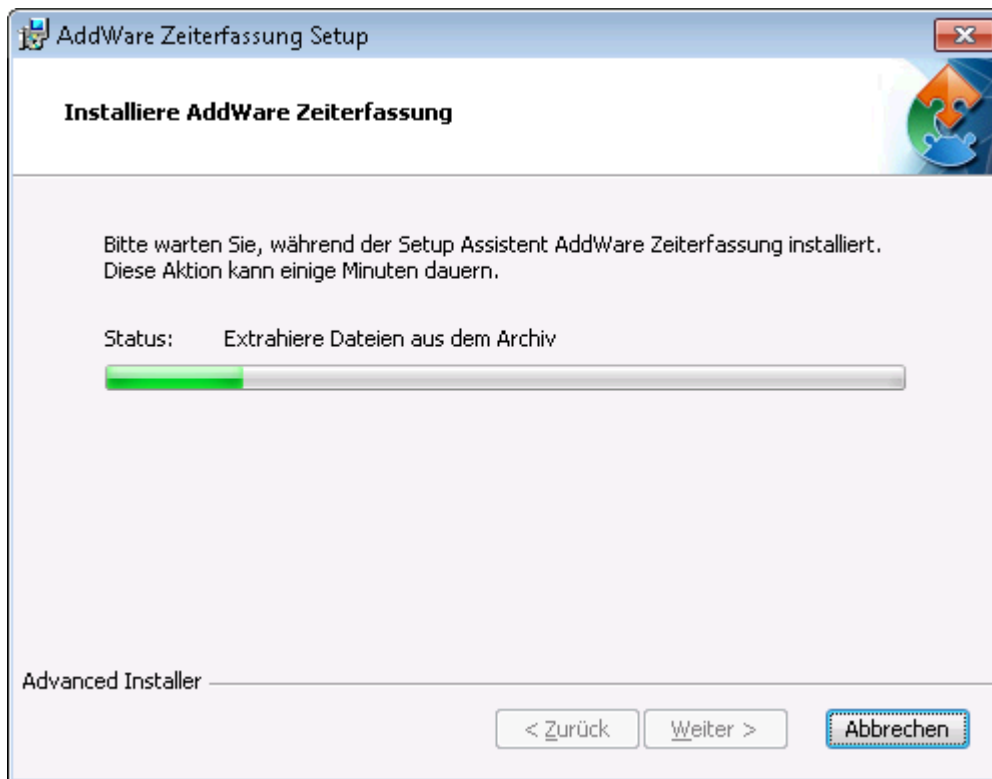 AddWare Zeiterfassung Setup
Installiere AddWare Zeiterfassung
Bitte warten Sie, während der Setup Assistent AddWare Zeiterfassung installiert.
Diese Aktion kann einige Minuten dauern.
Status: Extrahiere Dateien aus dem Archiv
Advanced Installer
< Zurück Weiter > Abbrechen